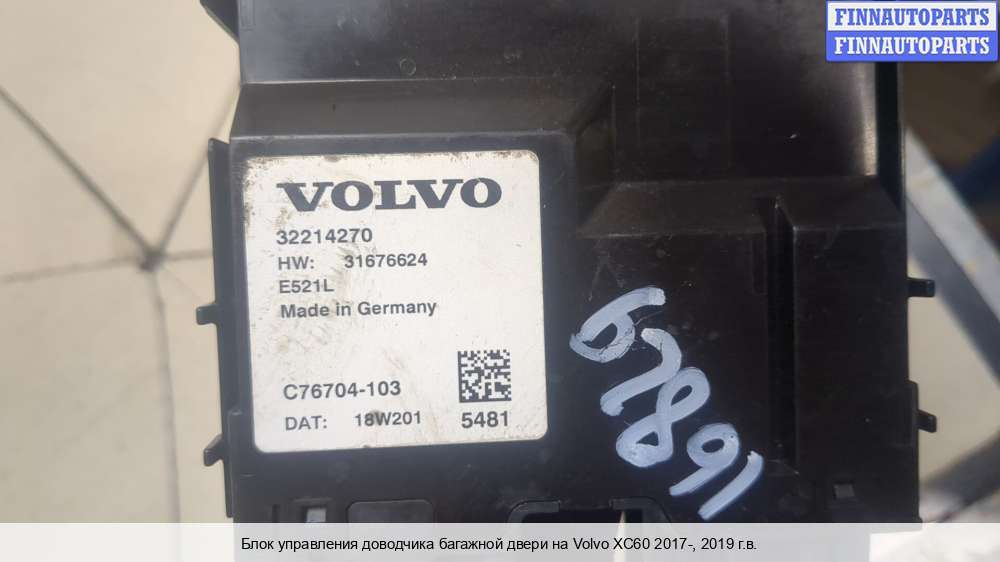 FINNAUTOPARTS
FINNAUTOPARTS
VOLVO
32214270
HW: 31676624
E521L
Made in Germany
C76704-103
DAT: 18W201 5481
67891
Блок управления доводчика багажной двери на Volvo XC60 2017-, 2019 г.в.